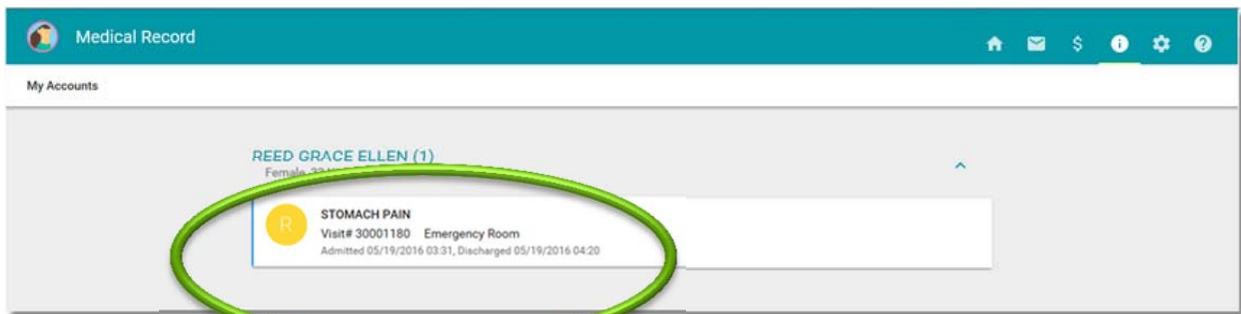 Medical Record
$ i ?
My Accounts
REED GRACE ELLEN (1)
Female
R
STOMACH PAIN
Visit# 30001180 Emergency Room
Admitted 05/19/2016 03:31, Discharged 05/19/2016 04:20